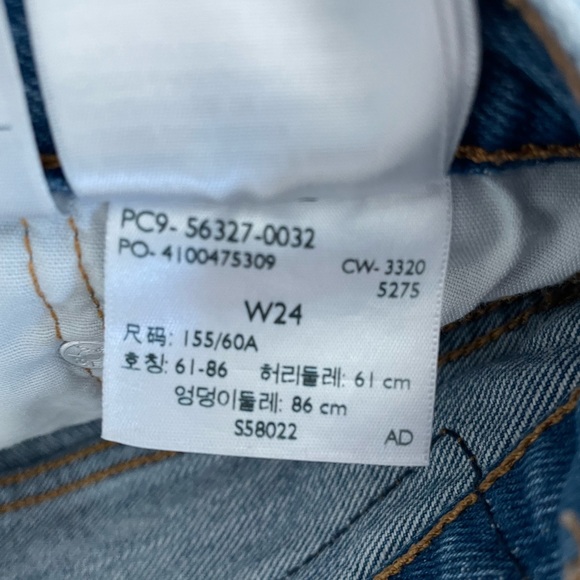 PC9- 56327-0032
PO- 4100475309 CW- 3320
5275
W24
尺码: 155/60A
호칭: 61-86 허리둘레: 61 cm
엉덩이둘레: 86 cm
S58022 AD